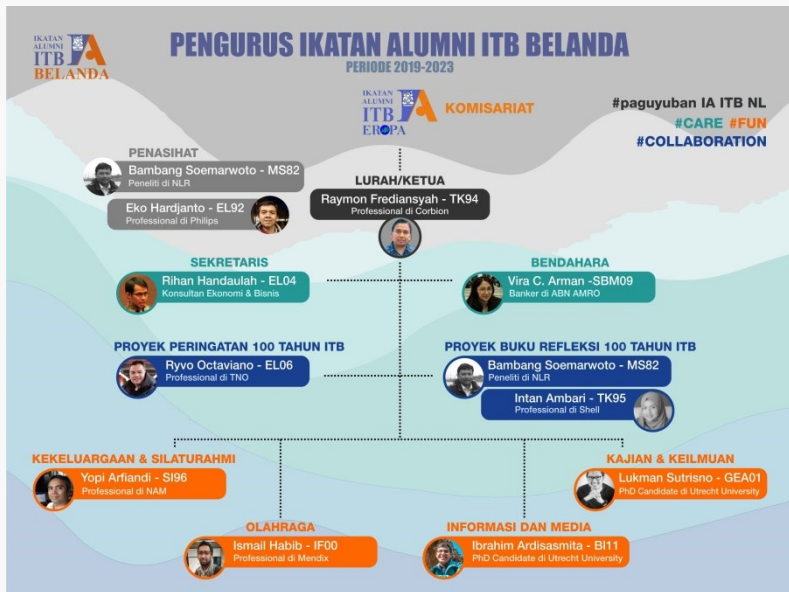 IKATAN
ALUMNI
ITB
BELANDA
PENGURUS IKATAN ALUMNI ITB BELANDA
PERIODE 2019-2023
IKATAN
ALUMNI
ITB
EROPA
KOMISARIAT
#paguyuban IA ITB NL
#CARE #FUN
#COLLABORATION
PENASIHAT
Bambang Soemarwoto - MS82
Peneliti di NLR
Eko Hardjanto - EL92
Professional di Philips
LURAH/KETUA
Raymon Frediansyah - TK94
Professional di Corbion
SEKRETARIS
Rihan Handaulah - EL04
Konsultan Ekonomi & Bisnis
BENDAHARA
Vira C. Arman -SBM09
Banker di ABN AMRO
PROYEK PERINGATAN 100 TAHUN ITB
Ryvo Octaviano - EL06
Professional di TNO
PROYEK BUKU REFLEKSI 100 TAHUN ITB
Bambang Soemarwoto - MS82
Peneliti di NLR
Intan Ambari - TK95
Professional di Shell
KEKELUARGAAN & SILATURAHMI
Yopi Arfiandi - SI96
Professional di NAM
KAJIAN & KEILMUAN
Lukman Sutrisno - GEA01
PhD Candidate di Utrecht University
OLAHRAGA
Ismail Habib - IF00
Professional di Mendix
INFORMASI DAN MEDIA
Ibrahim Ardisasmita - BI11
PhD Candidate di Utrecht University